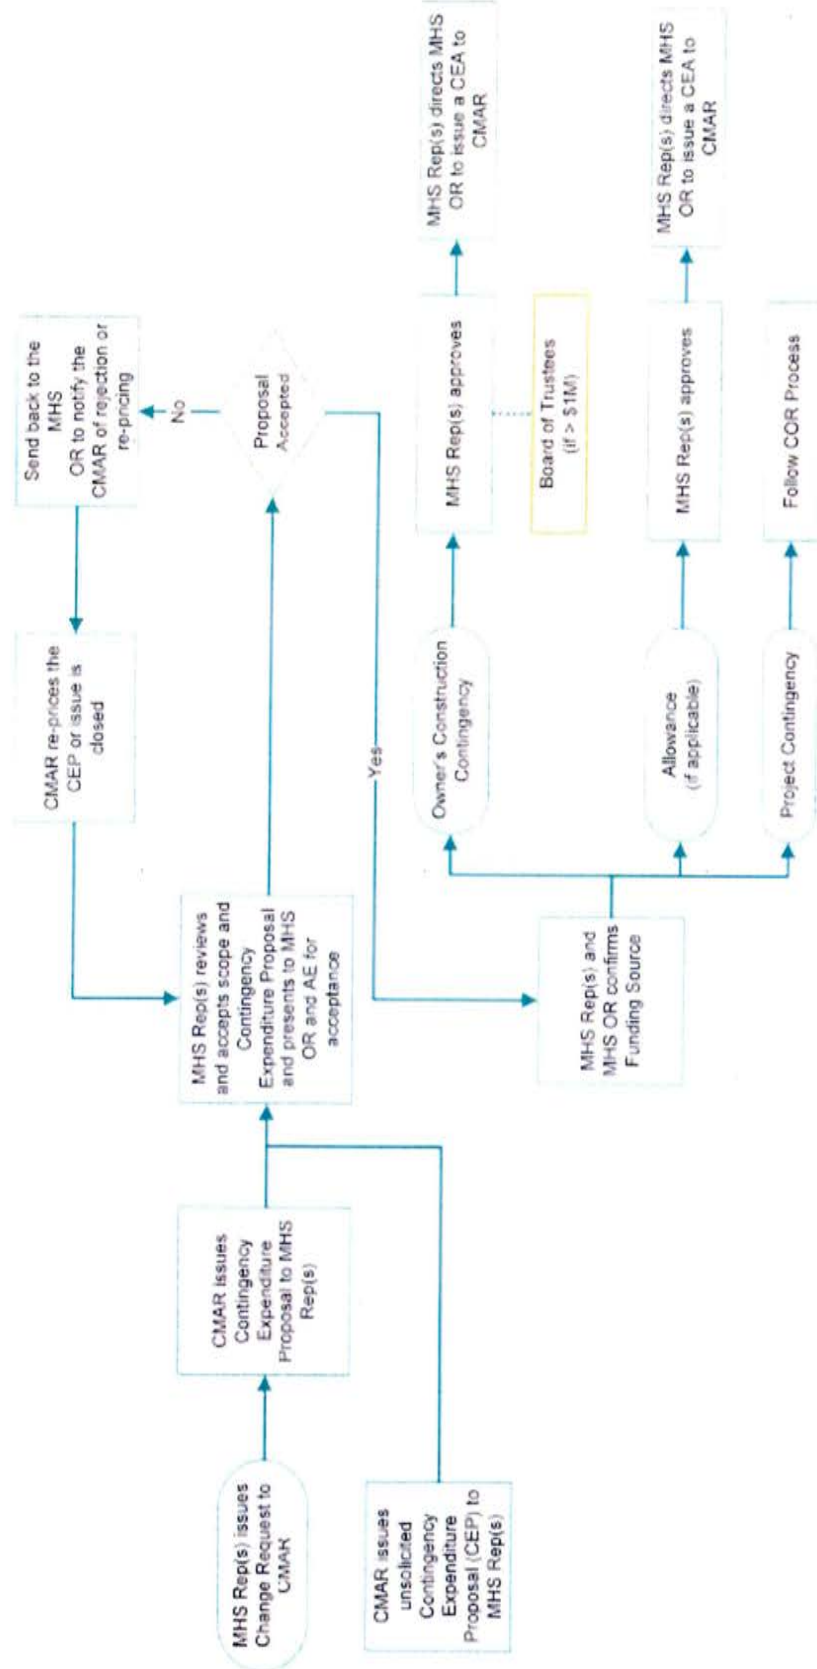 MHS Rep(s) issues
Change Request to
CMAR
CMAR issues
unsolicited
Contingency
Expenditure
Proposal (CEP) to
MHS Rep(s)
CMAR issues
Contingency
Expenditure
Proposal to MHS
Rep(s)
MHS Rep(s) reviews
and accepts scope and
Contingency
Expenditure Proposal
and presents to MHS
OR and AE for
acceptance
CMAR re-prices the
CEP or issue is
closed
Send back to the
MHS
OR to notify the
CMAR of rejection or
re-pricing
No
Proposal
Accepted
Yes
MHS Rep(s) and
MHS OR confirms
Funding Source
Owner's Construction
Contingency
MHS Rep(s) approves
MHS Rep(s) directs MHS
OR to issue a CEA to
CMAR
Board of Trustees
(if > $1M)
Allowance
(if applicable)
MHS Rep(s) approves
MHS Rep(s) directs MHS
OR to issue a CEA to
CMAR
Project Contingency
Follow COR Process